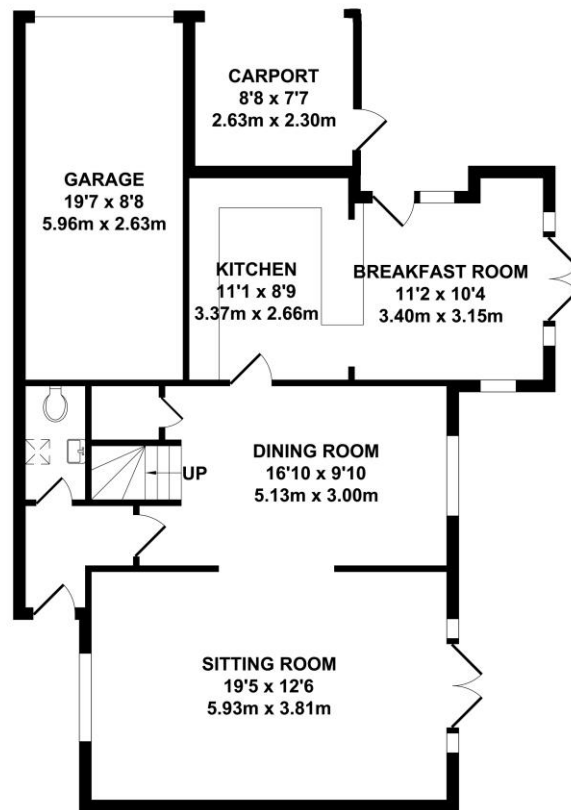 CARPORT
8'8 x 7'7
2.63m x 2.30m
GARAGE
19'7 x 8'8
5.96m x 2.63m
KITCHEN
11'1 x 8'9
3.37m x 2.66m
BREAKFAST ROOM
11'2 x 10'4
3.40m x 3.15m
DINING ROOM
16'10 x 9'10
5.13m x 3.00m
UP
SITTING ROOM
19'5 x 12'6
5.93m x 3.81m